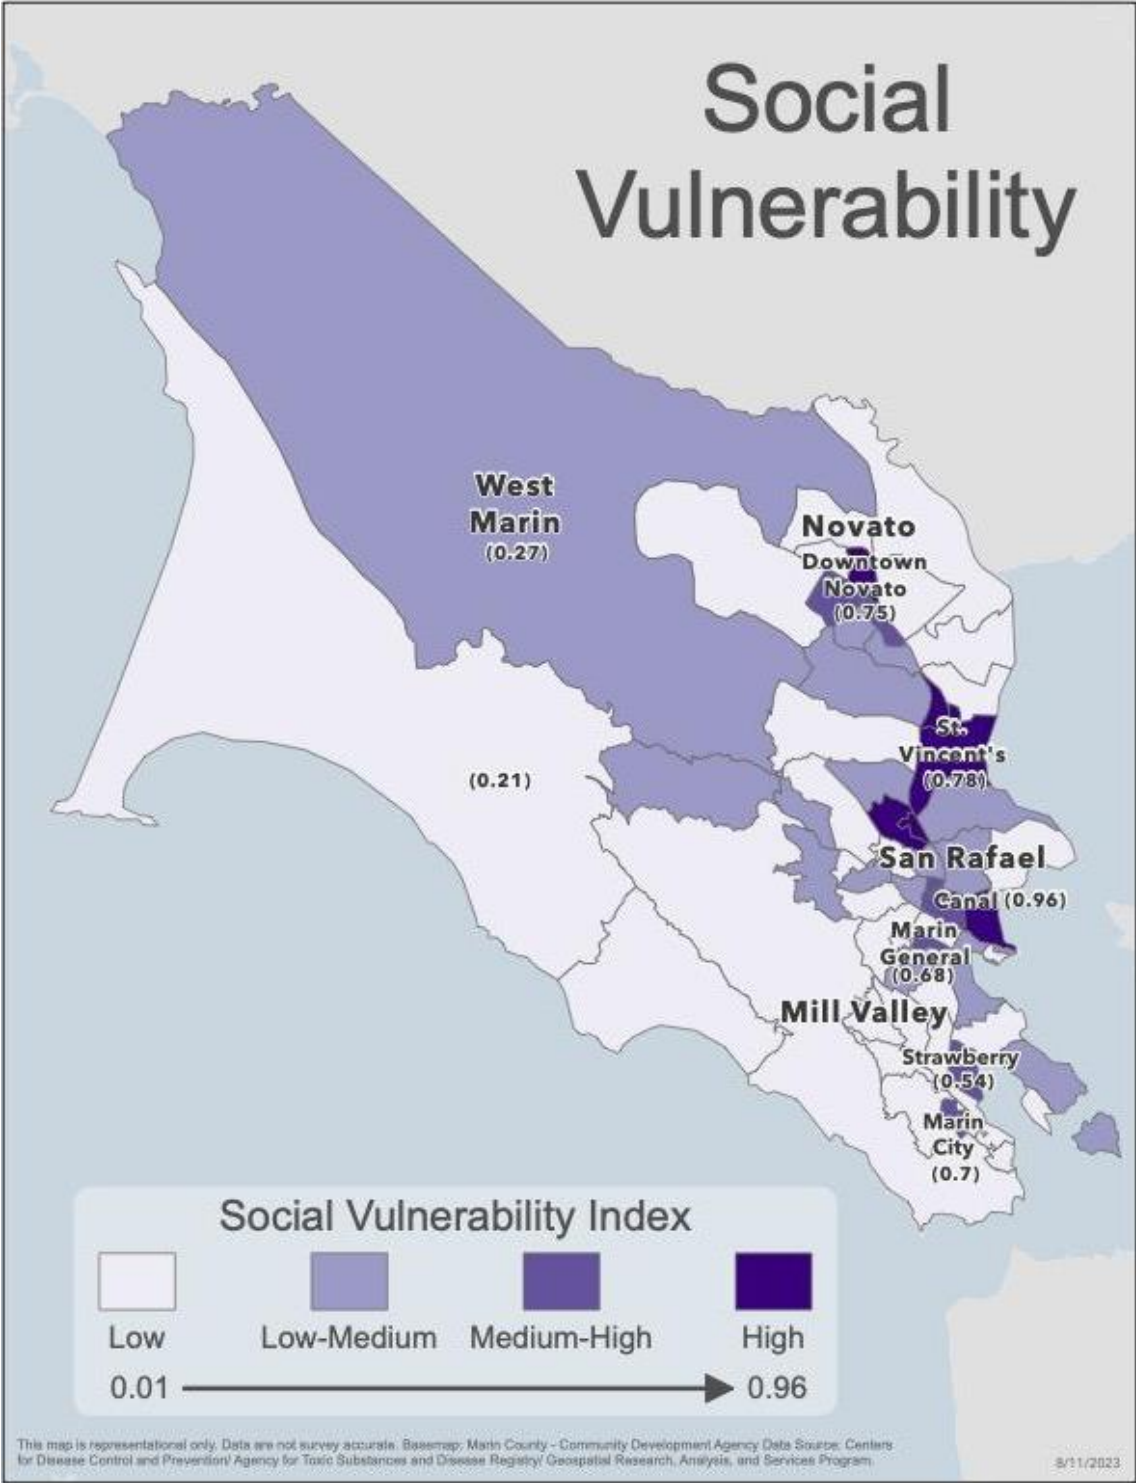 Social
Vulnerability
West
Marin
(0.27)
Novato
Downtown
Novato
(0.75)
St.
Vincent's
(0.78)
(0.21)
San Rafael
Canal (0.96)
Marin
General
(0.68)
Mill Valley
Strawberry
(0.54)
Marin
City
(0.7)
Social Vulnerability Index
Low Low-Medium Medium-High High
0.01 0.96
This map is representational only. Data are not survey accurate. Basemap: Marin County - Community Development Agency Data Source: Centers
for Disease Control and Prevention/ Agency for Toxic Substances and Disease Registry/ Geospatial Research, Analysis, and Services Program.
8/11/2023